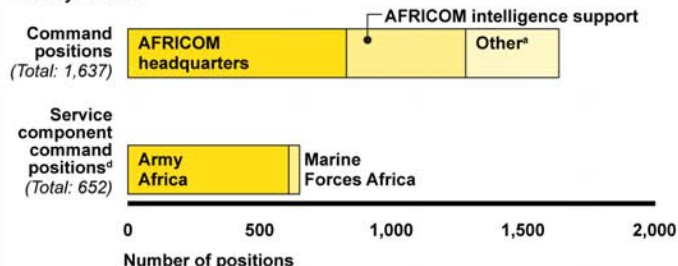 AFRICOM intelligence support
Command
positions
(Total: 1,637)
AFRICOM
headquarters
Otherᵃ
Service
component
command
positionsᵈ
(Total: 652)
Army
Africa
Marine
Forces Africa
0 500 1,000 1,500 2,000
Number of positions